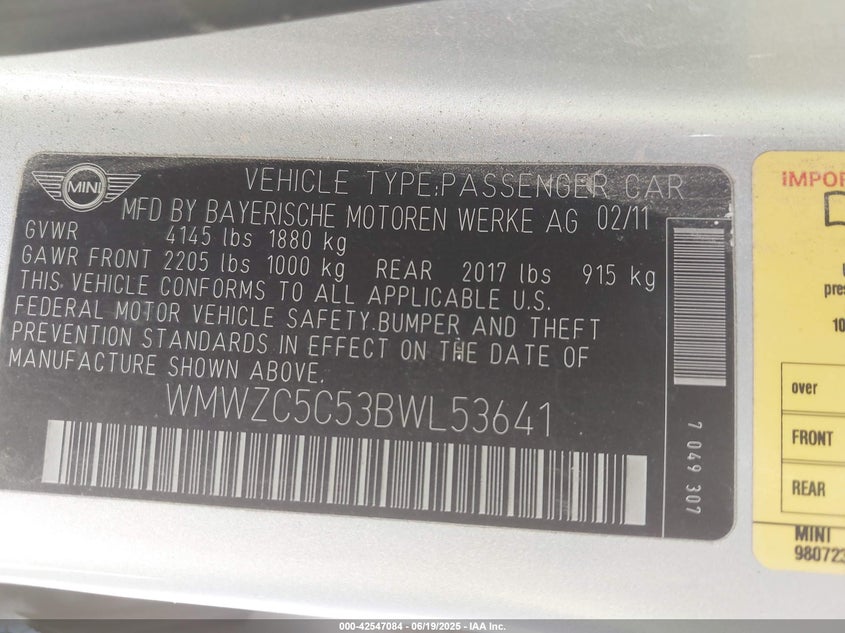 MINI
VEHICLE TYPE:PASSENGER CAR
MFD BY BAYERISCHE MOTOREN WERKE AG 02/11
GVWR 4145 lbs 1880 kg
GAWR FRONT 2205 lbs 1000 kg REAR 2017 lbs 915 kg
THIS VEHICLE CONFORMS TO ALL APPLICABLE U.S.
FEDERAL MOTOR VEHICLE SAFETY.BUMPER AND THEFT
PREVENTION STANDARDS IN EFFECT ON THE DATE OF
MANUFACTURE SHOWN ABOVE.
WMWZC5C53BWL53641
7 049 307
IMPOR
pres
10
over
FRONT
REAR
MINI
980723
000-42547084 - 06/19/2025 - IAA Inc.